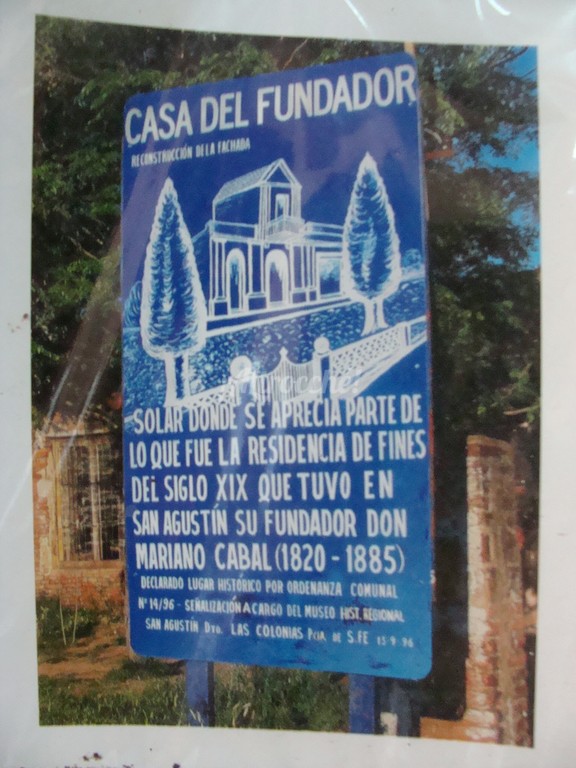 CASA DEL FUNDADOR
RECONSTRUCCIÓN DE LA FACHADA
SOLAR DONDE SE APRECIA PARTE DE
LO QUE FUE LA RESIDENCIA DE FINES
DEL SIGLO XIX QUE TUVO EN
SAN AGUSTÍN SU FUNDADOR DON
MARIANO CABAL (1820 - 1885)
DECLARADO LUGAR HISTÓRICO POR ORDENANZA COMUNAL
Nº 14/96 - SEÑALIZACIÓN A CARGO DEL MUSEO HIST. REGIONAL
SAN AGUSTÍN DTO. LAS COLONIAS PCIA. DE S.FE 15-9-96